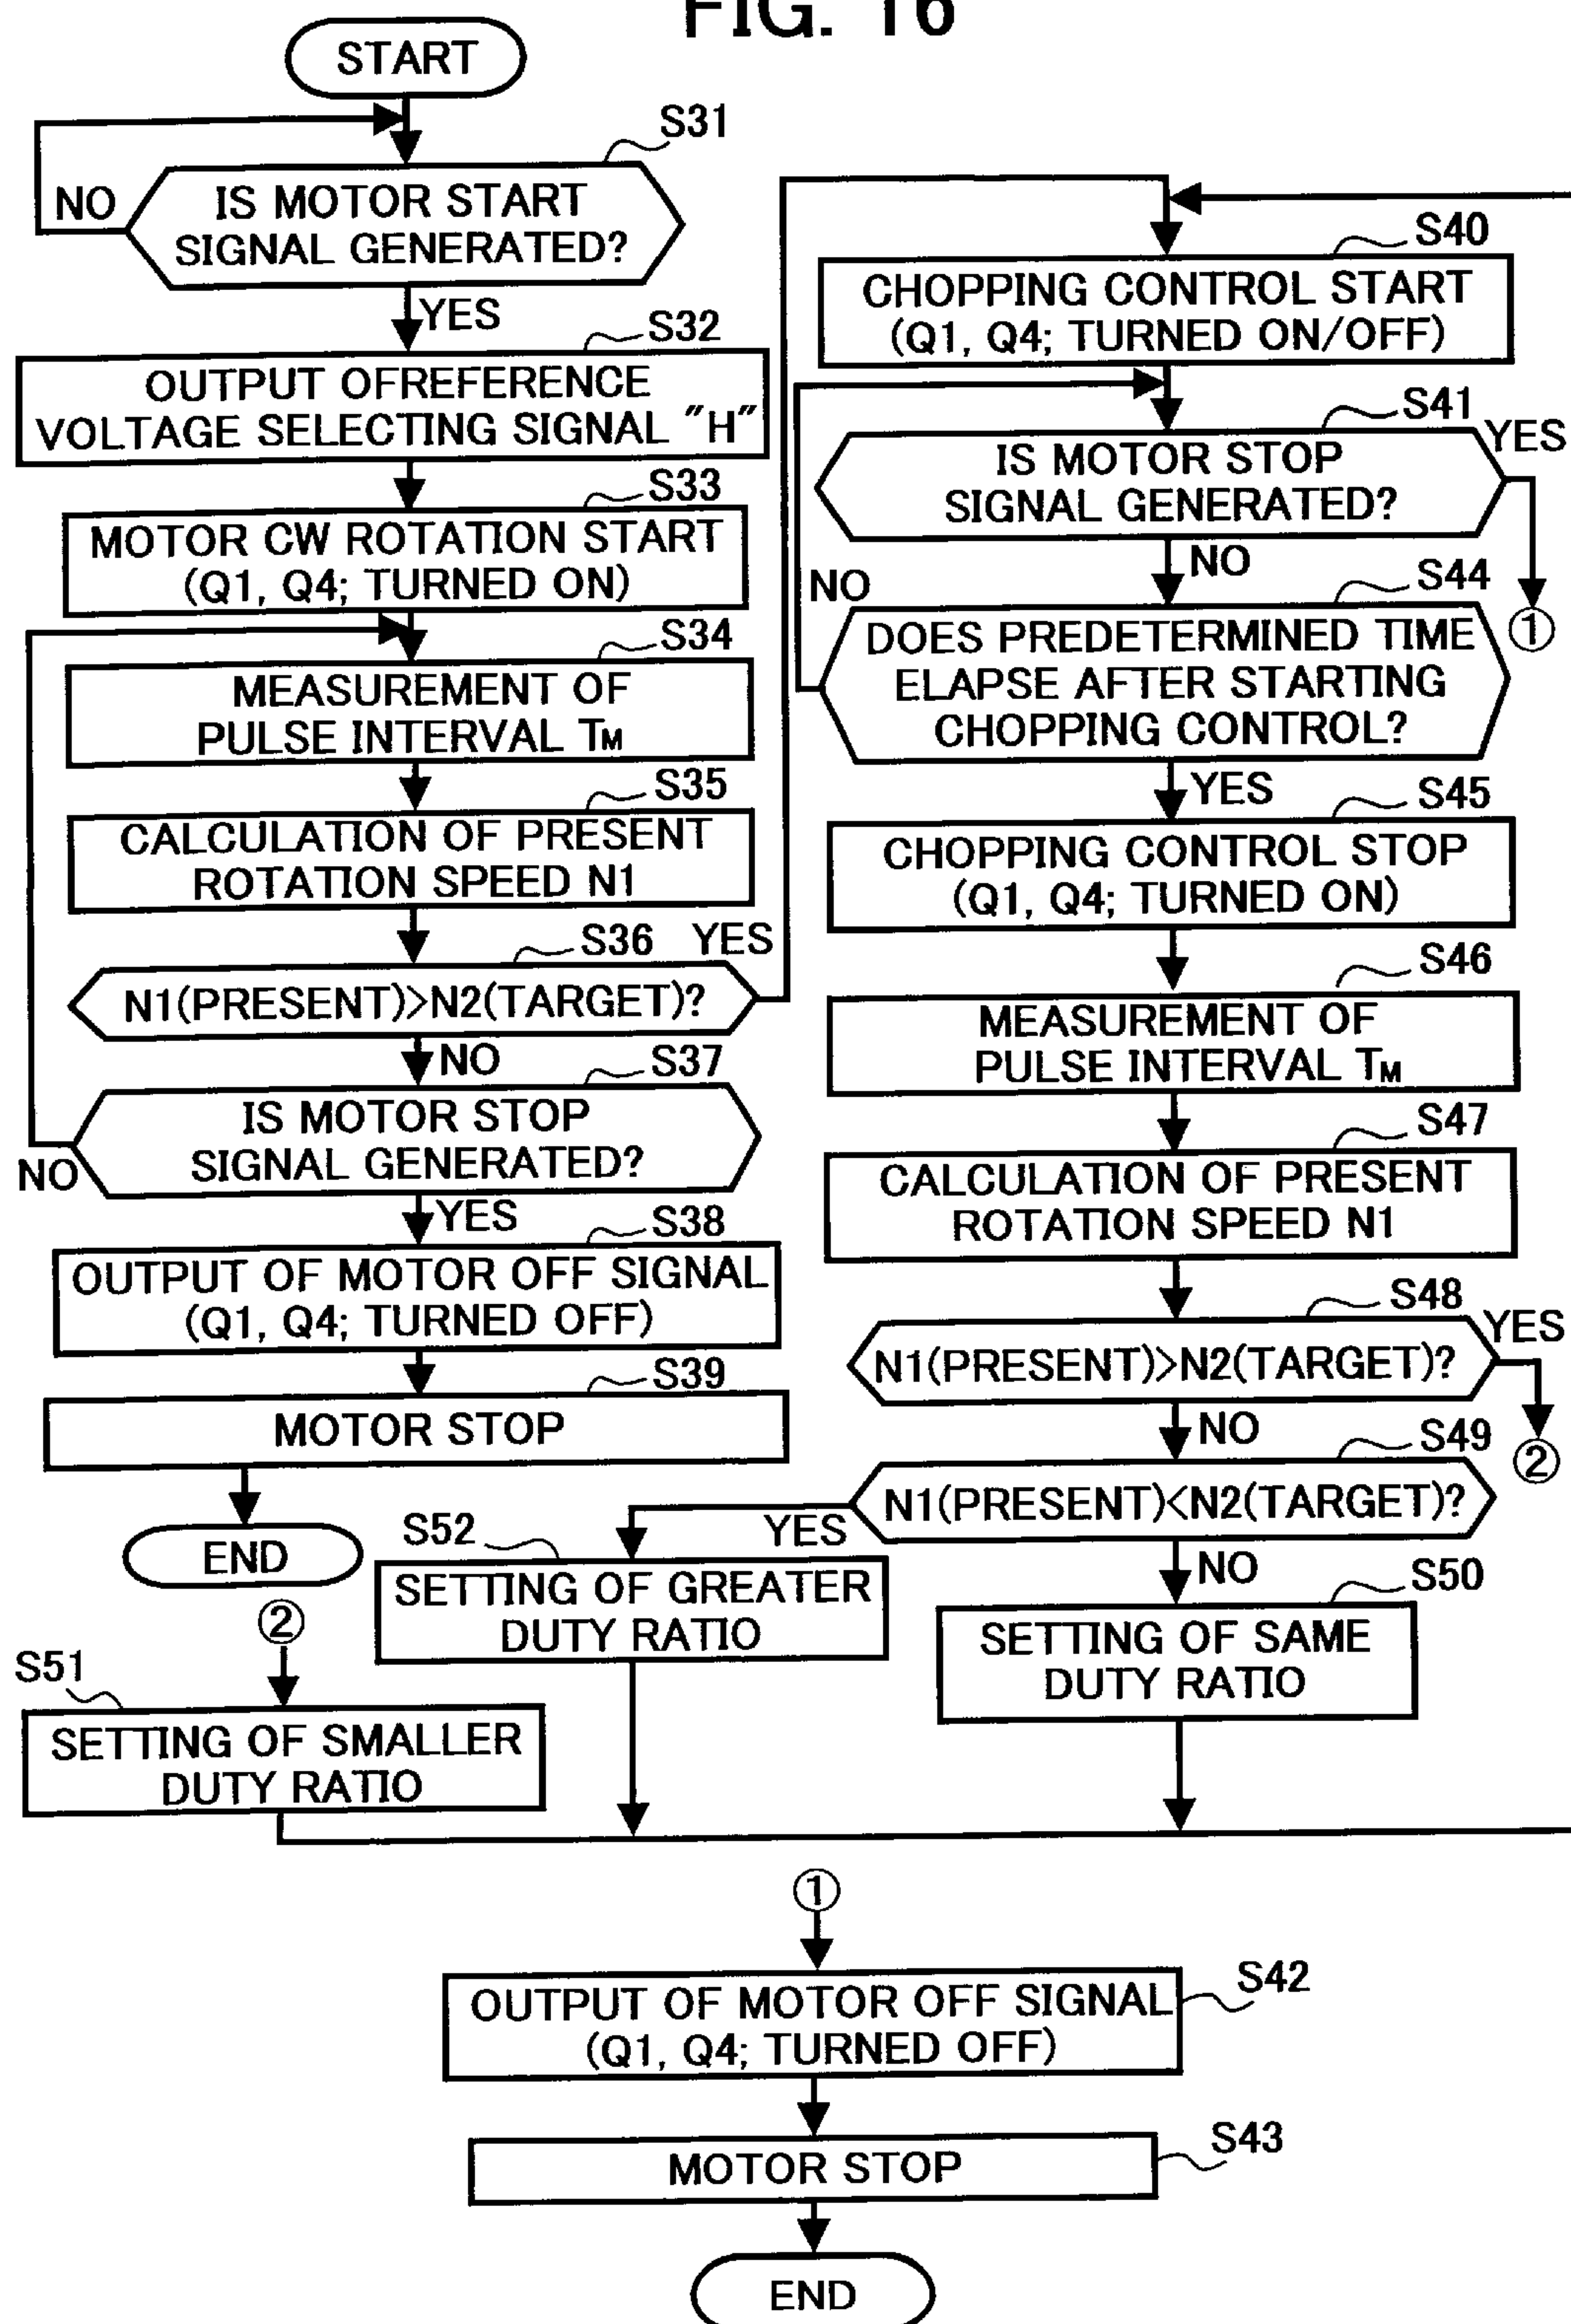 FIG. 16
START
S31
NO
IS MOTOR START
SIGNAL GENERATED?
YES
S32
OUTPUT OFREFERENCE
VOLTAGE SELECTING SIGNAL "H"
S33
MOTOR CW ROTATION START
(Q1, Q4; TURNED ON)
S34
MEASUREMENT OF
PULSE INTERVAL TM
S35
CALCULATION OF PRESENT
ROTATION SPEED N1
S36
YES
N1(PRESENT)>N2(TARGET)?
NO
S37
IS MOTOR STOP
SIGNAL GENERATED?
NO
YES
S38
OUTPUT OF MOTOR OFF SIGNAL
(Q1, Q4; TURNED OFF)
S39
MOTOR STOP
END
S40
CHOPPING CONTROL START
(Q1, Q4; TURNED ON/OFF)
S41
YES
IS MOTOR STOP
SIGNAL GENERATED?
①
NO
NO
S44
DOES PREDETERMINED TIME
ELAPSE AFTER STARTING
CHOPPING CONTROL?
YES
S45
CHOPPING CONTROL STOP
(Q1, Q4; TURNED ON)
S46
MEASUREMENT OF
PULSE INTERVAL TM
S47
CALCULATION OF PRESENT
ROTATION SPEED N1
S48
YES
N1(PRESENT)>N2(TARGET)?
②
NO
S49
N1(PRESENT)<N2(TARGET)?
YES
NO
S52
SETTING OF GREATER
DUTY RATIO
S50
SETTING OF SAME
DUTY RATIO
②
S51
SETTING OF SMALLER
DUTY RATIO
①
S42
OUTPUT OF MOTOR OFF SIGNAL
(Q1, Q4; TURNED OFF)
S43
MOTOR STOP
END